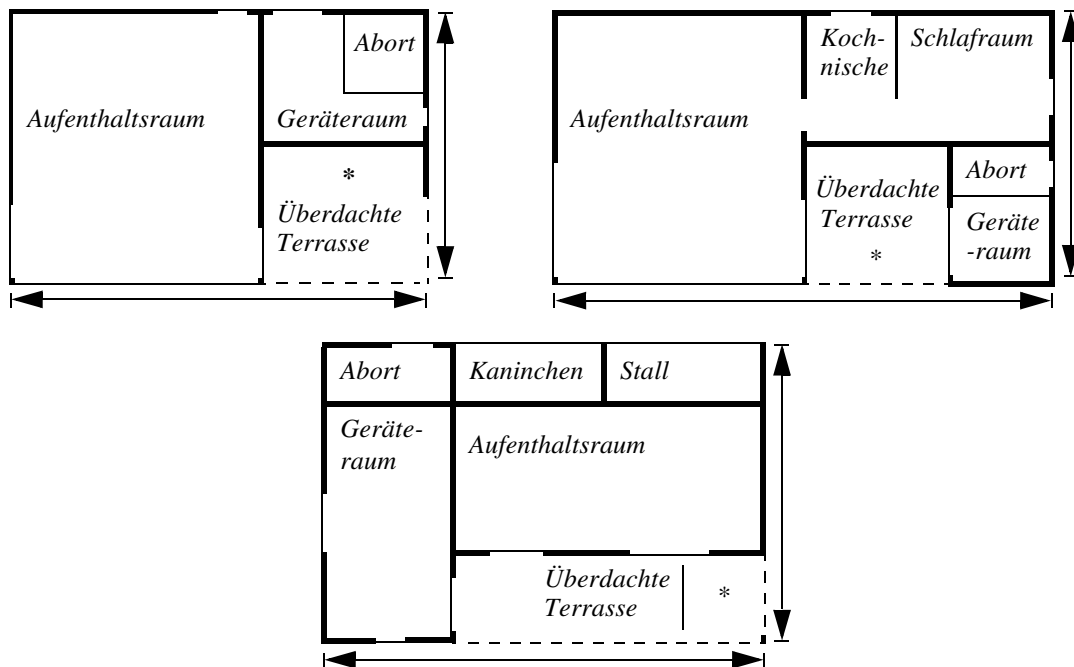 Abort
Aufenthaltsraum
Geräteraum
*
Überdachte
Terrasse
Koch-
nische
Schlafraum
Aufenthaltsraum
Überdachte
Terrasse
*
Abort
Geräte
-raum
Abort
Kaninchen
Stall
Geräte-
raum
Aufenthaltsraum
Überdachte
Terrasse
*